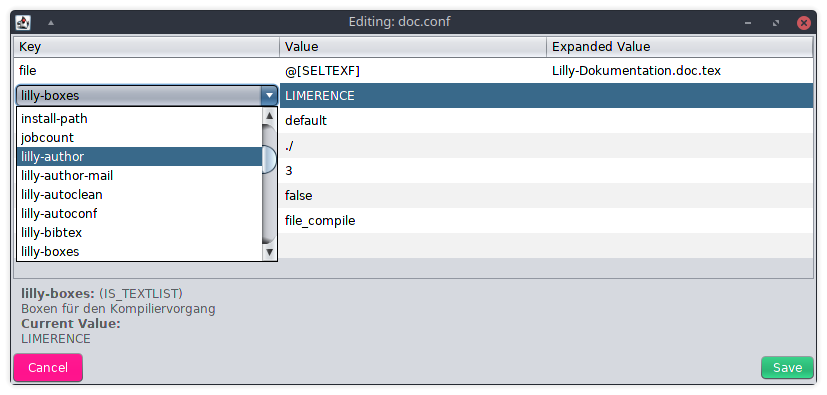 Editing: doc.conf
Key Value Expanded Value
file @[SELTEXF] Lilly-Dokumentation.doc.tex
lilly-boxes LIMERENCE
install-path default
jobcount
lilly-author ./
lilly-author-mail 3
lilly-autoclean false
lilly-autoconf file_compile
lilly-bibtex
lilly-boxes
lilly-boxes: (IS_TEXTLIST)
Boxen für den Kompiliervorgang
Current Value:
LIMERENCE
Cancel Save